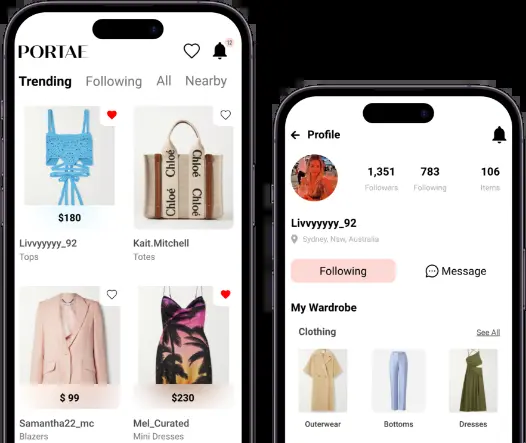 PORTAE
12
Trending Following All Nearby
Chloé Chloé Chloé Chloé
$180
Livvyyyyy_92 Kait.Mitchell
Tops Totes
$ 99 $230
Samantha22_mc Mel_Curated
Blazers Mini Dresses
Profile
1,351 783 106
Followers Following Items
Livvyyyyy_92
Sydney, Nsw, Australia
Following Message
My Wardrobe
Clothing See All
Outerwear Bottoms Dresses